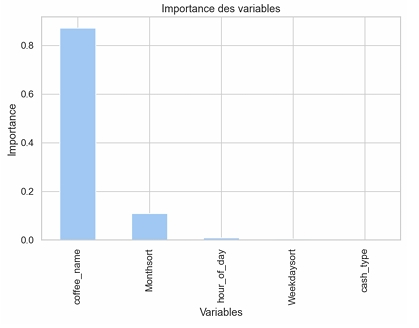 Importance des variables
Importance
0.8
0.6
0.4
0.2
0.0
coffee_name
Monthsort
hour_of_day
Weekdaysort
cash_type
Variables